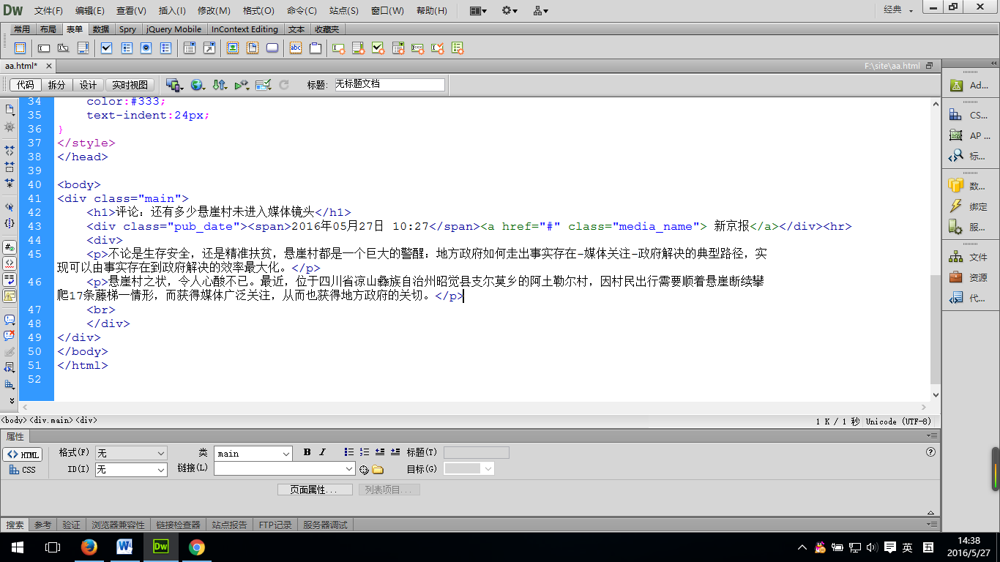 Dw 文件(F) 编辑(E) 查看(V) 插入(I) 修改(M) 格式(O) 命令(C) 站点(S) 窗口(W) 帮助(H) 经典
常用 布局 表单 数据 Spry jQuery Mobile InContext Editing 文本 收藏夹
aa.html* F:\site\aa.html
代码 拆分 设计 实时视图 标题: 无标题文档
34 color:#333;
35 text-indent:24px;
36 }
37 </style>
38 </head>
39
40 <body>
41 <div class="main">
42 <h1>评论：还有多少悬崖村未进入媒体镜头</h1>
43 <div class="pub_date"><span>2016年05月27日 10:27</span><a href="#" class="media_name"> 新京报</a></div><hr>
44 <div>
45 <p>不论是生存安全，还是精准扶贫，悬崖村都是一个巨大的警醒：地方政府如何走出事实存在-媒体关注-政府解决的典型路径，实
现可以由事实存在到政府解决的效率最大化。</p>
46 <p>悬崖村之状，令人心酸不已。最近，位于四川省凉山彝族自治州昭觉县支尔莫乡的阿土勒尔村，因村民出行需要顺着悬崖断续攀
爬17条藤梯一情形，而获得媒体广泛关注，从而也获得地方政府的关切。</p>
47 <br>
48 </div>
49 </div>
50 </body>
51 </html>
52
<body> <div.main> <div> 1 K / 1 秒 Unicode (UTF-8)
属性
<> HTML 格式(F) 无 类 main B I 标题(T)
CSS ID(I) 无 链接(L) 目标(G)
页面属性... 列表项目...
搜索 参考 验证 浏览器兼容性 链接检查器 站点报告 FTP记录 服务器调试
Ad...
CS...
AP ...
标...
数...
绑定
服...
文件
资源
代...
W Dw 英 五 14:38
2016/5/27